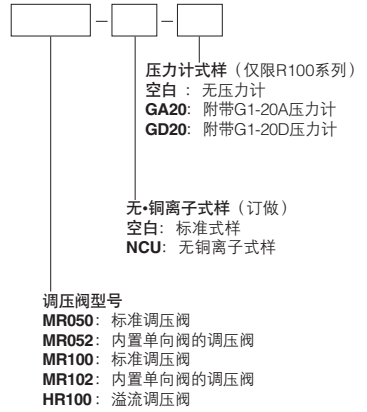 压力计式样（仅限R100系列）
空白 ：无压力计
GA20：附带G1-20A压力计
GD20：附带G1-20D压力计
无•铜离子式样（订做）
空白：标准式样
NCU：无铜离子式样
调压阀型号
MR050：标准调压阀
MR052：内置单向阀的调压阀
MR100：标准调压阀
MR102：内置单向阀的调压阀
HR100：溢流调压阀